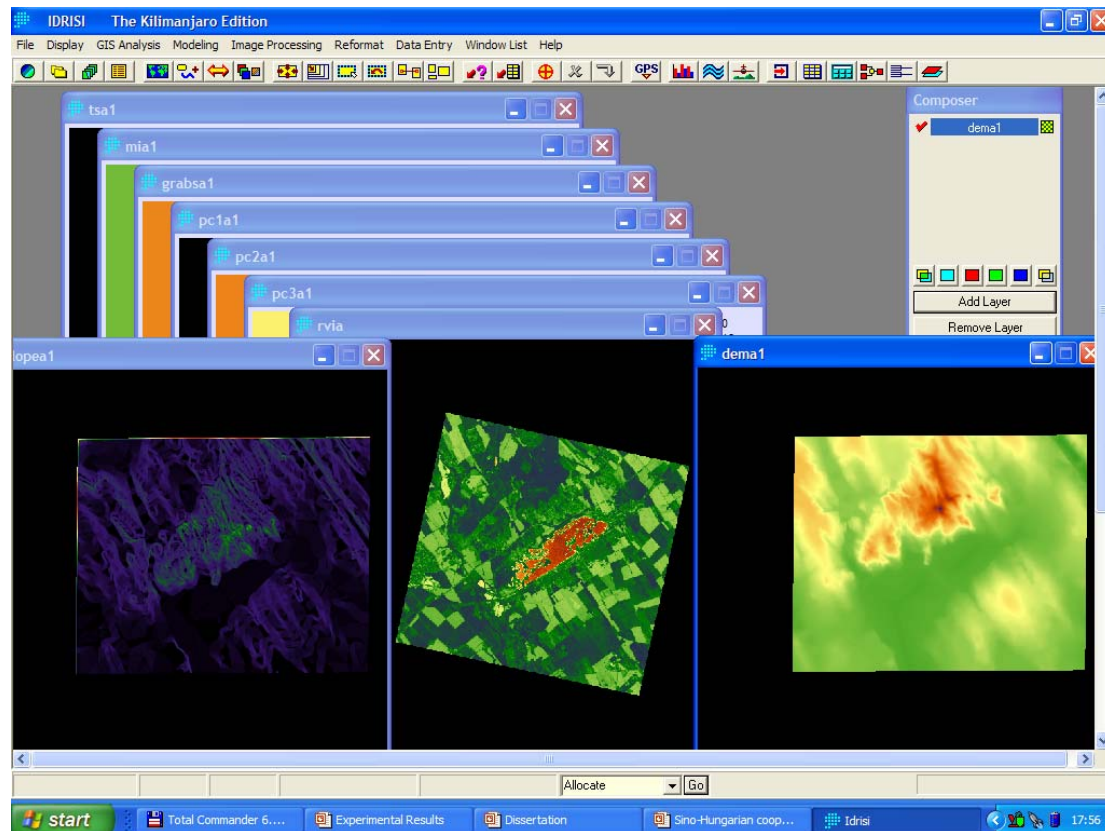 IDRISI The Kilimanjaro Edition
File Display GIS Analysis Modeling Image Processing Reformat Data Entry Window List Help
GPS
tsa1
Composer
dema1
mia1
grabsa1
pc1a1
pc2a1
pc3a1
Add Layer
rvia
Remove Layer
lopea1
dema1
Allocate
Go
start
Total Commander 6....
Experimental Results
Dissertation
Sino-Hungarian coop...
Idrisi
17:56